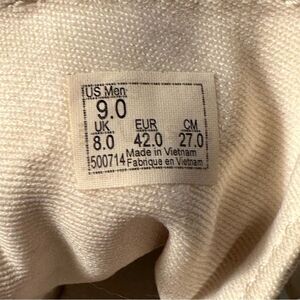 US Men
9.0
UK EUR CM
8.0 42.0 27.0
500714 Made in Vietnam
Fabriqué en Vietnam